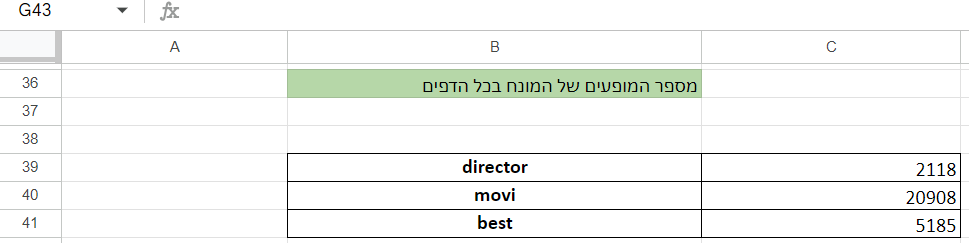 G43 fx
A B C
36 מספר המופעים של המונח בכל הדפים
37
38
39 director 2118
40 movi 20908
41 best 5185